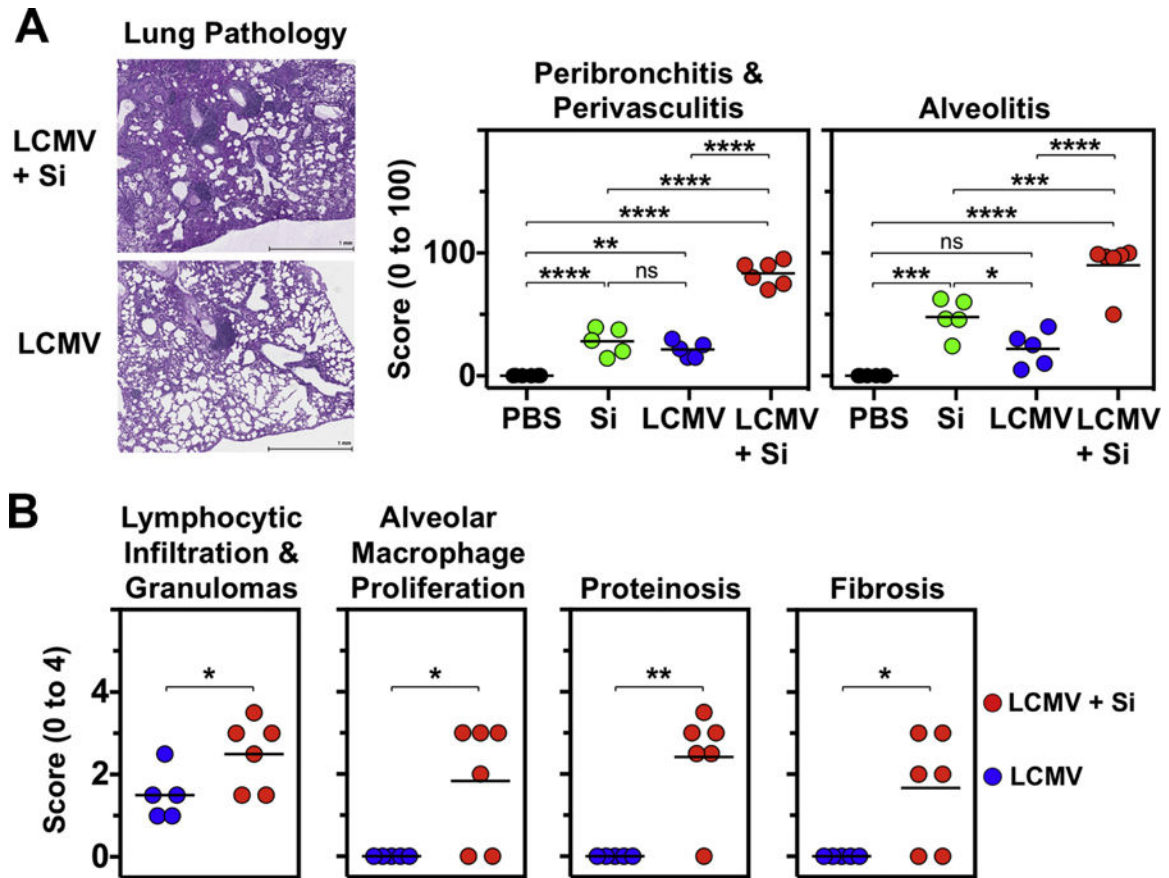 A
Lung Pathology
LCMV
+ Si
1 mm
LCMV
1 mm
Peribronchitis &
Perivasculitis
Alveolitis
Score (0 to 100)
100
0
****
****
****
**
****
ns
****
***
****
ns
***
*
PBS
Si
LCMV
LCMV
+ Si
PBS
Si
LCMV
LCMV
+ Si
B
Lymphocytic
Infiltration &
Granulomas
Alveolar
Macrophage
Proliferation
Proteinosis
Fibrosis
Score (0 to 4)
4
2
0
*
*
**
*
LCMV + Si
LCMV